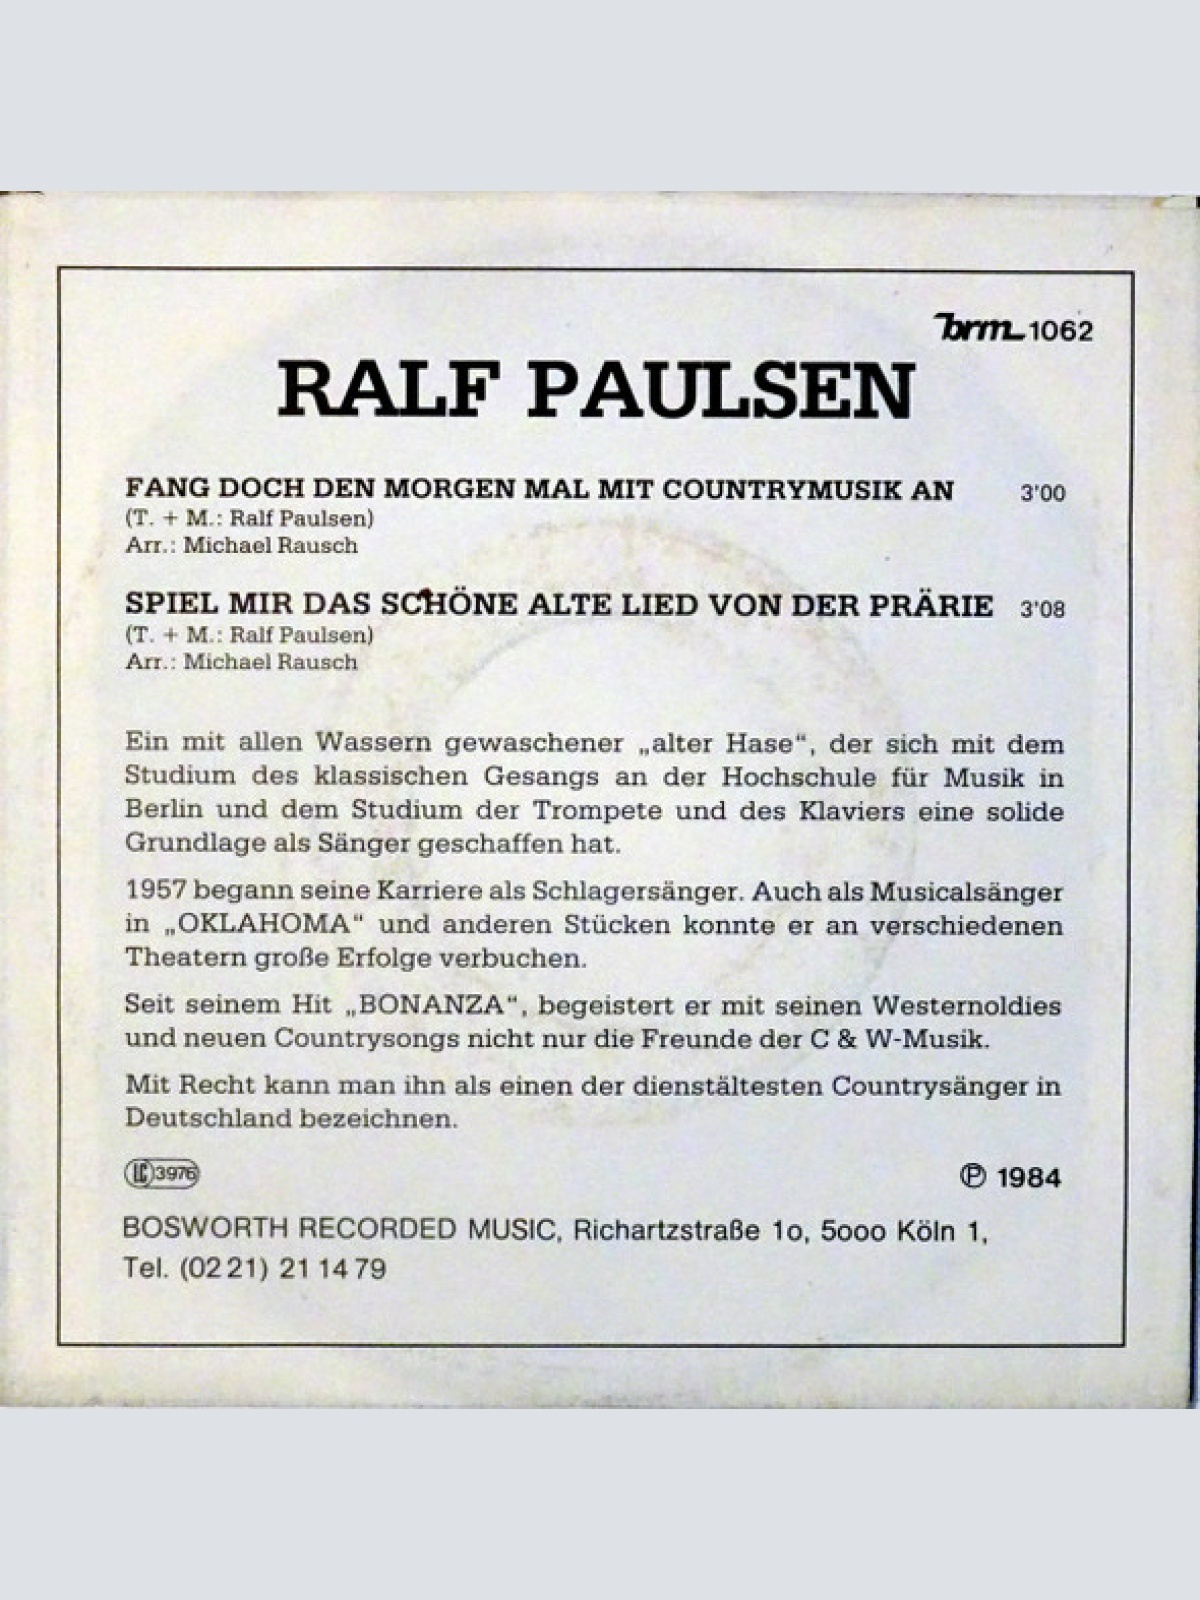 brm 1062
RALF PAULSEN
FANG DOCH DEN MORGEN MAL MIT COUNTRYMUSIK AN 3'00
(T. + M.: Ralf Paulsen)
Arr.: Michael Rausch
SPIEL MIR DAS SCHÖNE ALTE LIED VON DER PRÄRIE 3'08
(T. + M.: Ralf Paulsen)
Arr.: Michael Rausch
Ein mit allen Wassern gewaschener „alter Hase“, der sich mit dem
Studium des klassischen Gesangs an der Hochschule für Musik in
Berlin und dem Studium der Trompete und des Klaviers eine solide
Grundlage als Sänger geschaffen hat.
1957 begann seine Karriere als Schlagersänger. Auch als Musicalsänger
in „OKLAHOMA“ und anderen Stücken konnte er an verschiedenen
Theatern große Erfolge verbuchen.
Seit seinem Hit „BONANZA“, begeistert er mit seinen Westernoldies
und neuen Countrysongs nicht nur die Freunde der C & W-Musik.
Mit Recht kann man ihn als einen der dienstältesten Countrysänger in
Deutschland bezeichnen.
LC 3976 ℗ 1984
BOSWORTH RECORDED MUSIC, Richartzstraße 1o, 5ooo Köln 1,
Tel. (02 21) 21 14 79